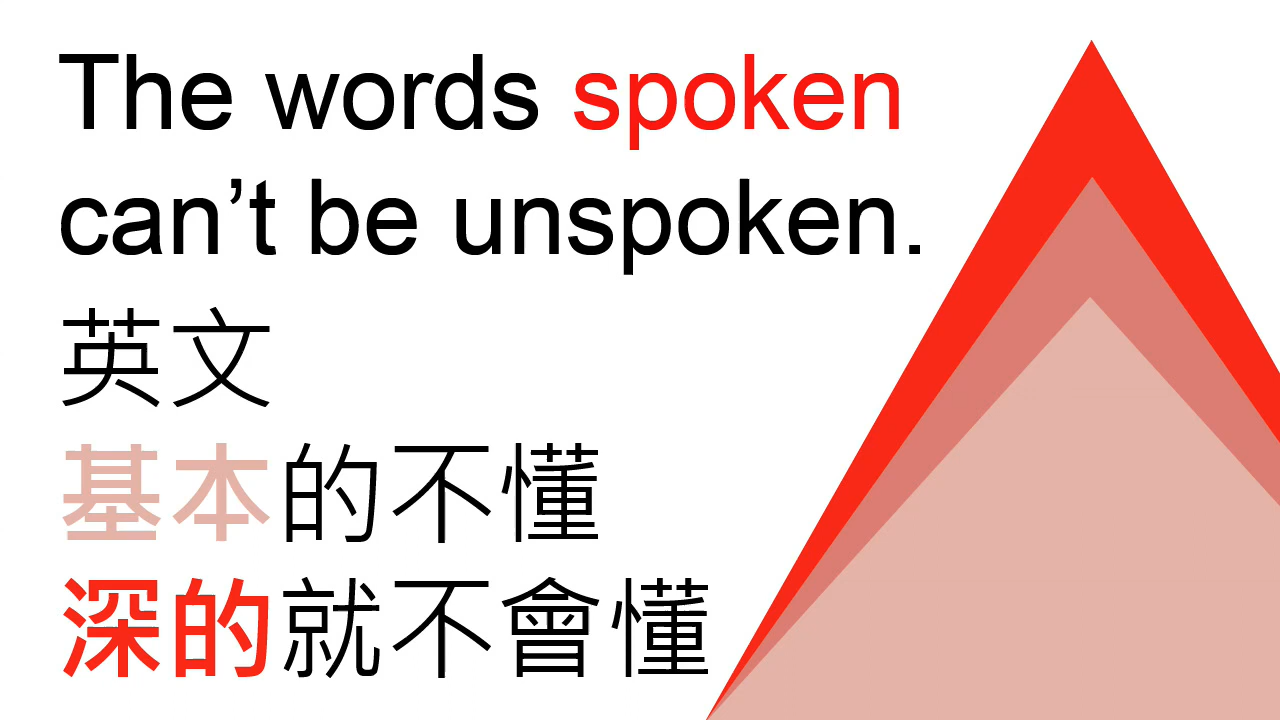 The words spoken
can’t be unspoken.
英文
基本的不懂
深的就不會懂